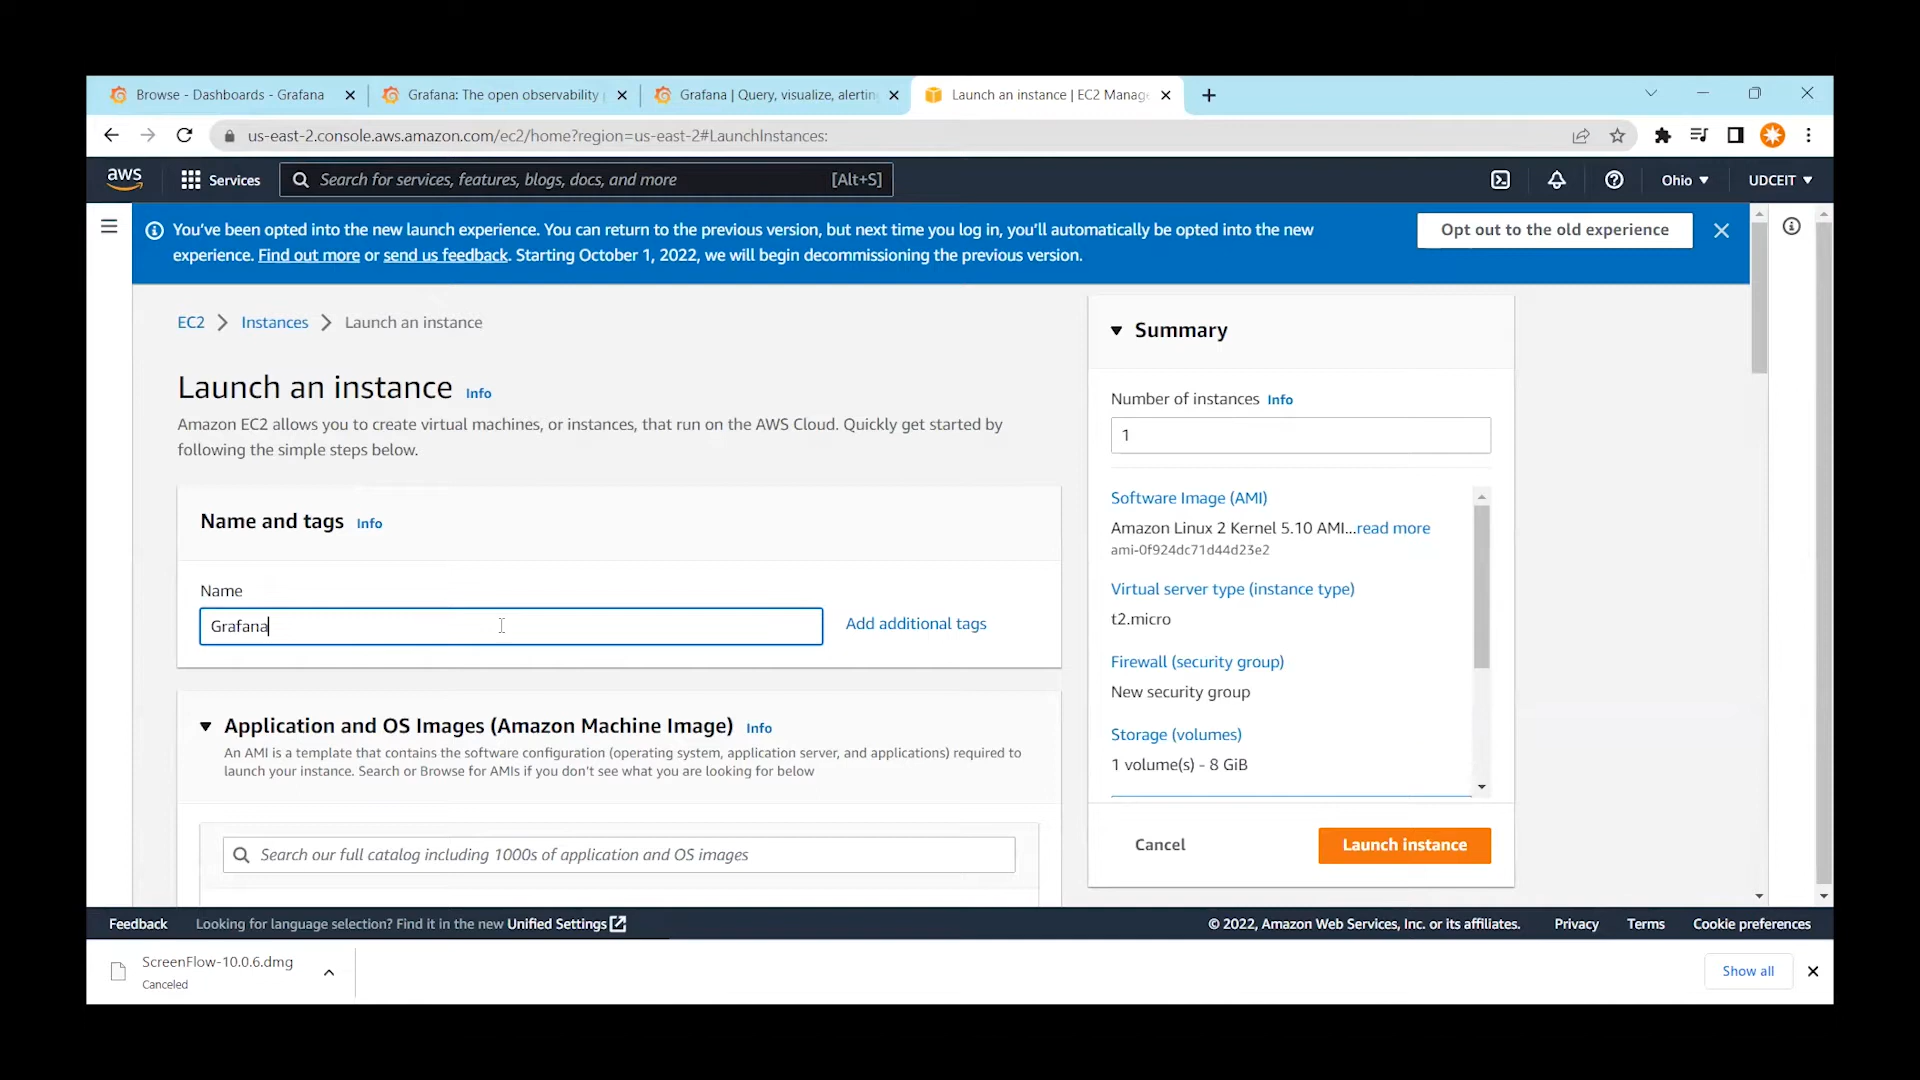 Browse - Dashboards - Grafana
Grafana: The open observability
Grafana | Query, visualize, alertin
Launch an instance | EC2 Manag
us-east-2.console.aws.amazon.com/ec2/home?region=us-east-2#LaunchInstances:
aws
Services
Search for services, features, blogs, docs, and more
[Alt+S]
Ohio
UDCEIT
You've been opted into the new launch experience. You can return to the previous version, but next time you log in, you'll automatically be opted into the new
experience. Find out more or send us feedback. Starting October 1, 2022, we will begin decommissioning the previous version.
Opt out to the old experience
EC2
Instances
Launch an instance
Launch an instance
Info
Amazon EC2 allows you to create virtual machines, or instances, that run on the AWS Cloud. Quickly get started by
following the simple steps below.
Name and tags
Info
Name
Grafana
Add additional tags
Application and OS Images (Amazon Machine Image)
Info
An AMI is a template that contains the software configuration (operating system, application server, and applications) required to
launch your instance. Search or Browse for AMIs if you don't see what you are looking for below
Search our full catalog including 1000s of application and OS images
Summary
Number of instances
Info
1
Software Image (AMI)
Amazon Linux 2 Kernel 5.10 AMI...read more
ami-0f924dc71d44d23e2
Virtual server type (instance type)
t2.micro
Firewall (security group)
New security group
Storage (volumes)
1 volume(s) - 8 GiB
Cancel
Launch instance
Feedback
Looking for language selection? Find it in the new Unified Settings
© 2022, Amazon Web Services, Inc. or its affiliates.
Privacy
Terms
Cookie preferences
ScreenFlow-10.0.6.dmg
Canceled
Show all